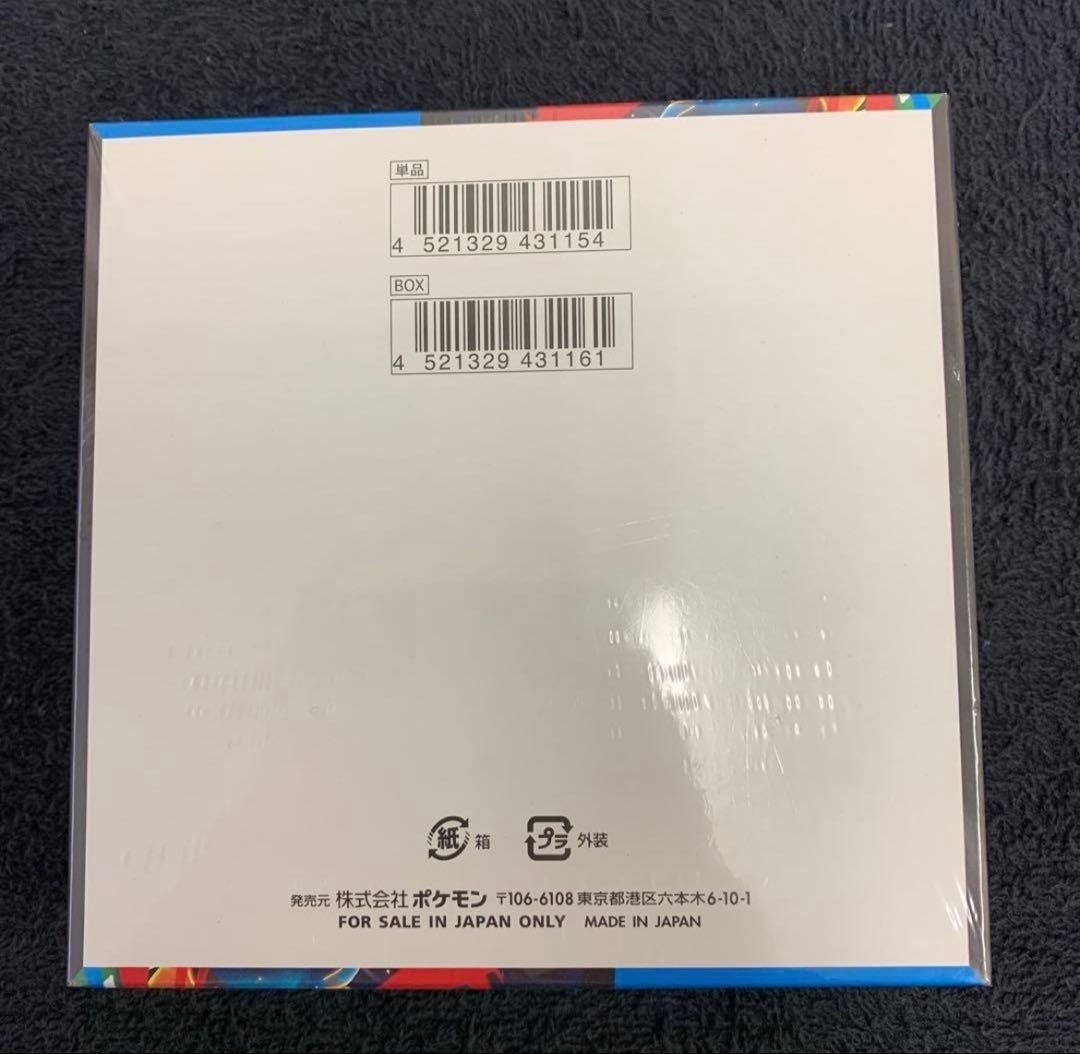 単品
4 521329 431154
BOX
4 521329 431161
紙 箱 プラ 外装
発売元 株式会社ポケモン 〒106-6108 東京都港区六本木6-10-1
FOR SALE IN JAPAN ONLY MADE IN JAPAN